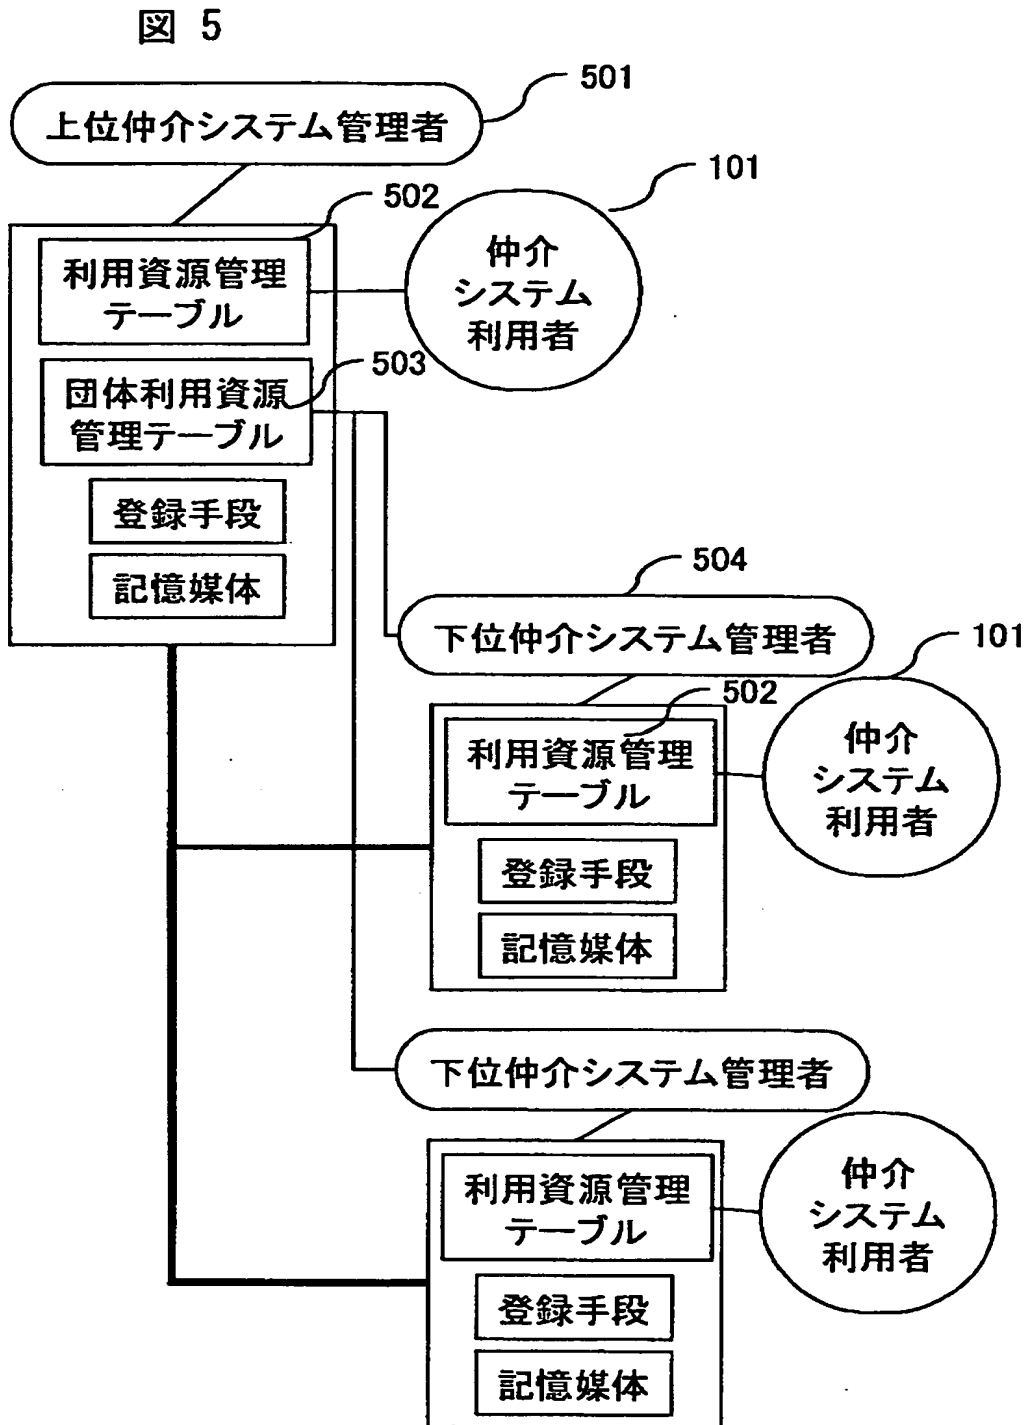 図 5
501
上位仲介システム管理者
101
502
利用資源管理
テーブル
仲介
システム
利用者
503
団体利用資源
管理テーブル
登録手段
記憶媒体
504
下位仲介システム管理者
101
502
利用資源管理
テーブル
仲介
システム
利用者
登録手段
記憶媒体
下位仲介システム管理者
利用資源管理
テーブル
仲介
システム
利用者
登録手段
記憶媒体